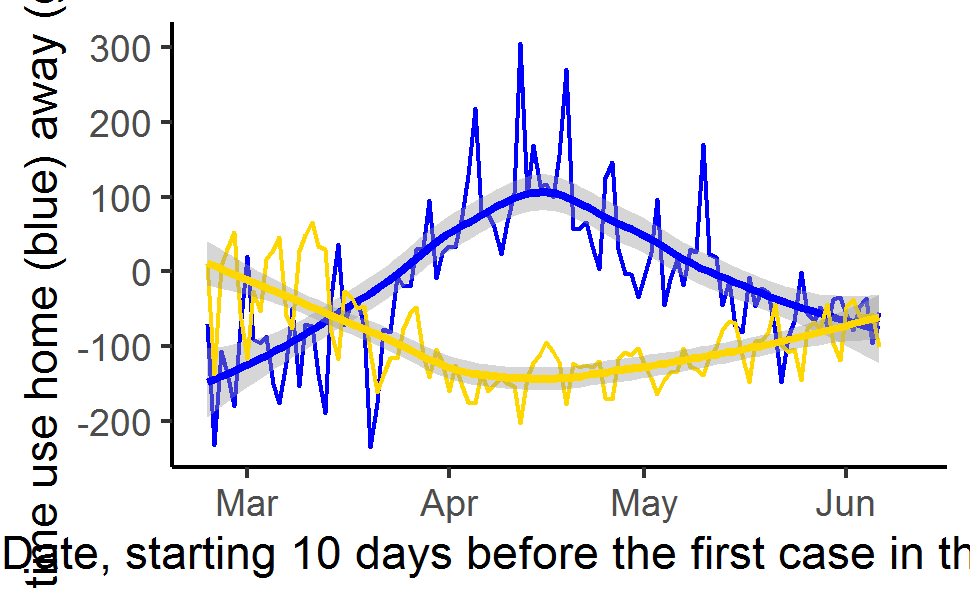 time use home (blue) away (
300
200
100
0
-100
-200
Mar Apr May Jun
Date, starting 10 days before the first case in th